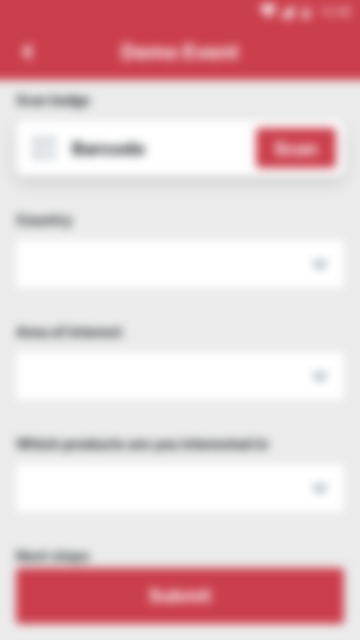 Demo Event
Scan badge
Barcode
Scan
Country
Area of interest
Which products are you interested in
Next steps
Submit